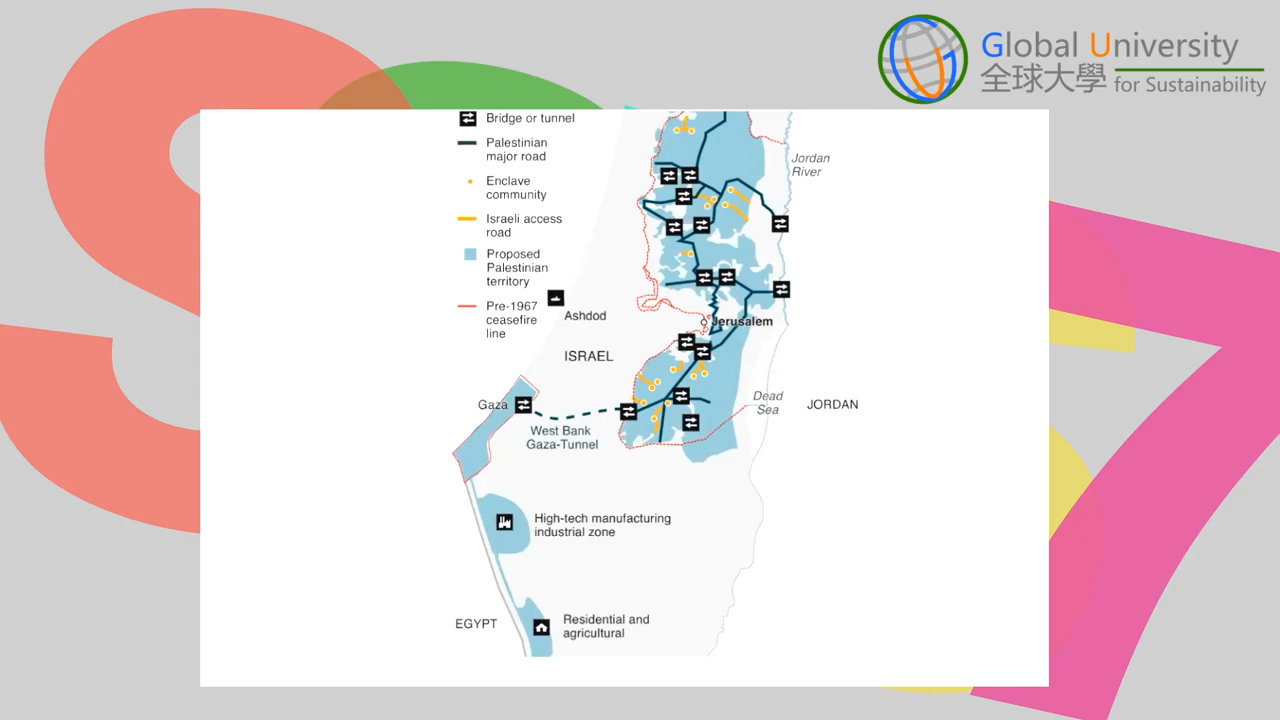 Global University
全球大學 for Sustainability
Bridge or tunnel
Palestinian
major road
Enclave
community
Israeli access
road
Proposed
Palestinian
territory
Pre-1967
ceasefire
line
Jordan
River
Ashdod
Jerusalem
ISRAEL
Gaza
West Bank
Gaza-Tunnel
Dead
Sea
JORDAN
High-tech manufacturing
industrial zone
EGYPT
Residential and
agricultural